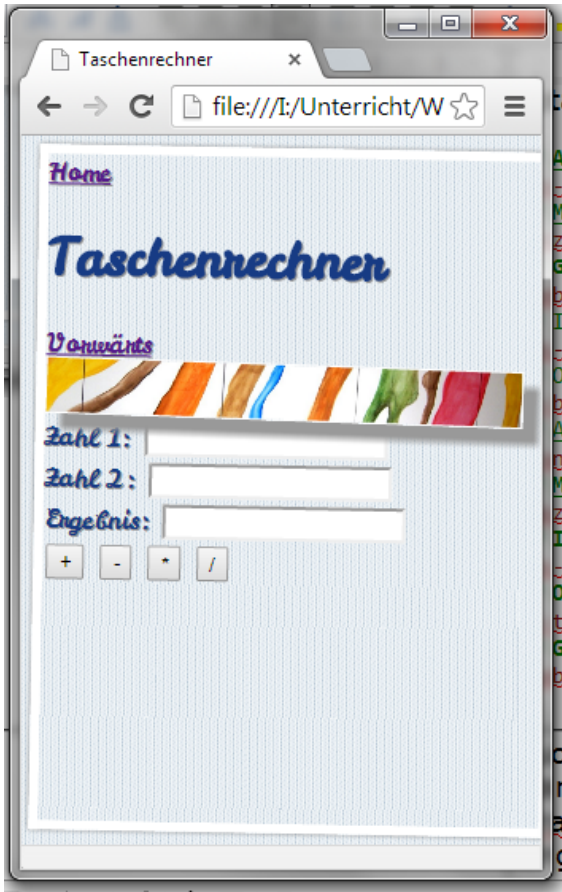 Taschenrechner
file:///I:/Unterricht/W
Home
Taschenrechner
Vorwärts
Zahl 1:
Zahl 2:
Ergebnis:
+ - * /